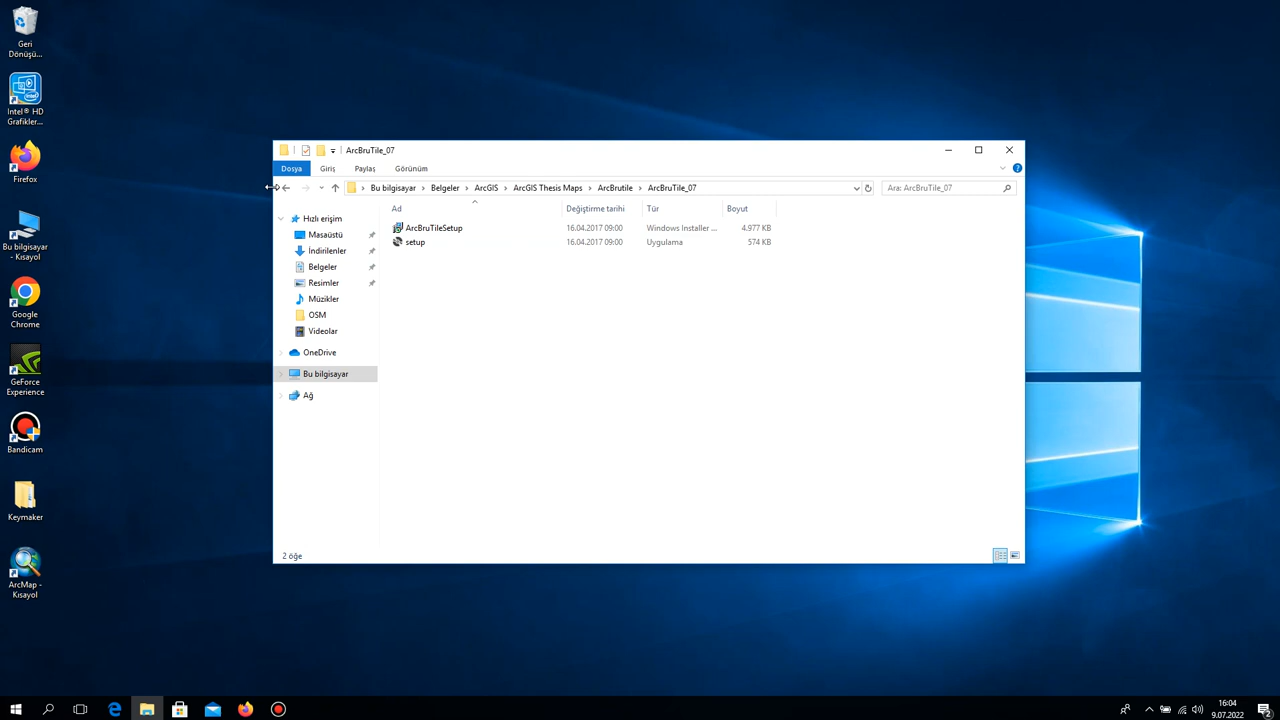 Geri
Dönüşü...
Intel® HD
Grafikler...
Firefox
Bu bilgisayar
- Kısayol
Google
Chrome
GeForce
Experience
Bandicam
Keymaker
ArcMap -
Kısayol
ArcBruTile_07
Dosya Giriş Paylaş Görünüm
Bu bilgisayar Belgeler ArcGIS ArcGIS Thesis Maps ArcBrutile ArcBruTile_07 Ara: ArcBruTile_07
Ad Değiştirme tarihi Tür Boyut
ArcBruTileSetup 16.04.2017 09:00 Windows Installer ... 4.977 KB
setup 16.04.2017 09:00 Uygulama 574 KB
Hızlı erişim
Masaüstü
İndirilenler
Belgeler
Resimler
Müzikler
OSM
Videolar
OneDrive
Bu bilgisayar
Ağ
2 öğe
16:04
9.07.2022
2